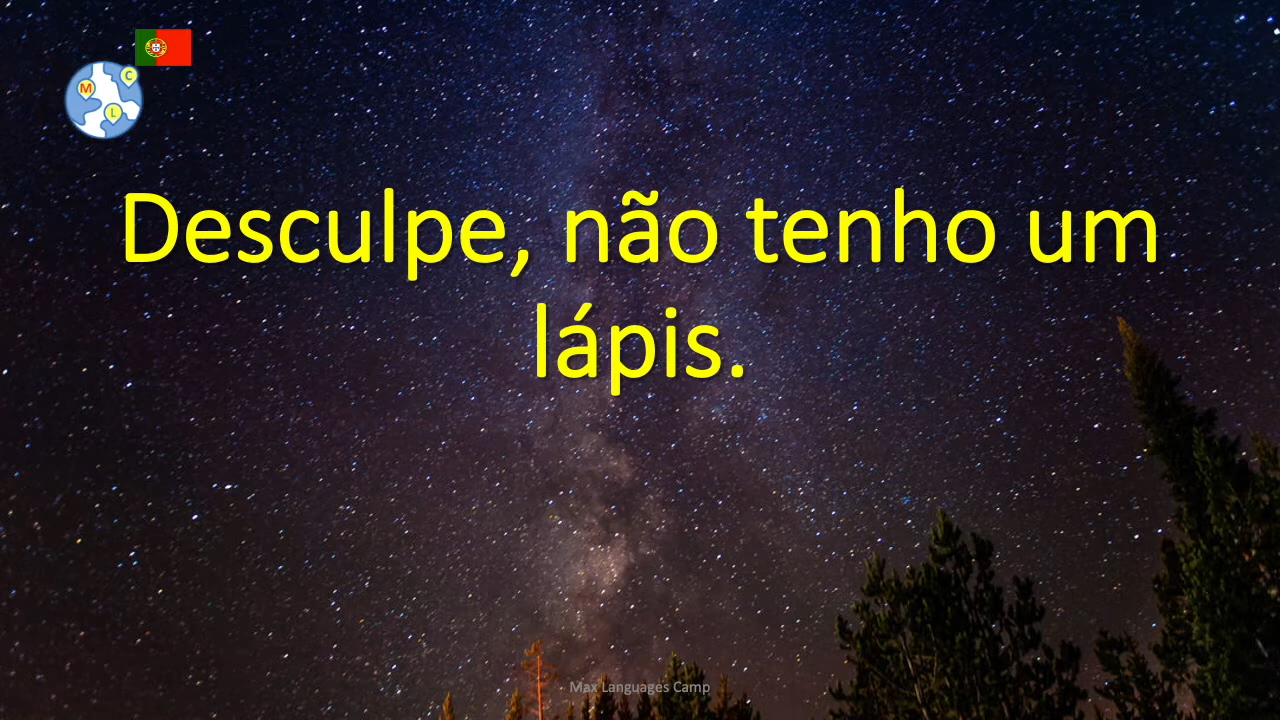 M
C
L
Desculpe, não tenho um
lápis.
Max Languages Camp